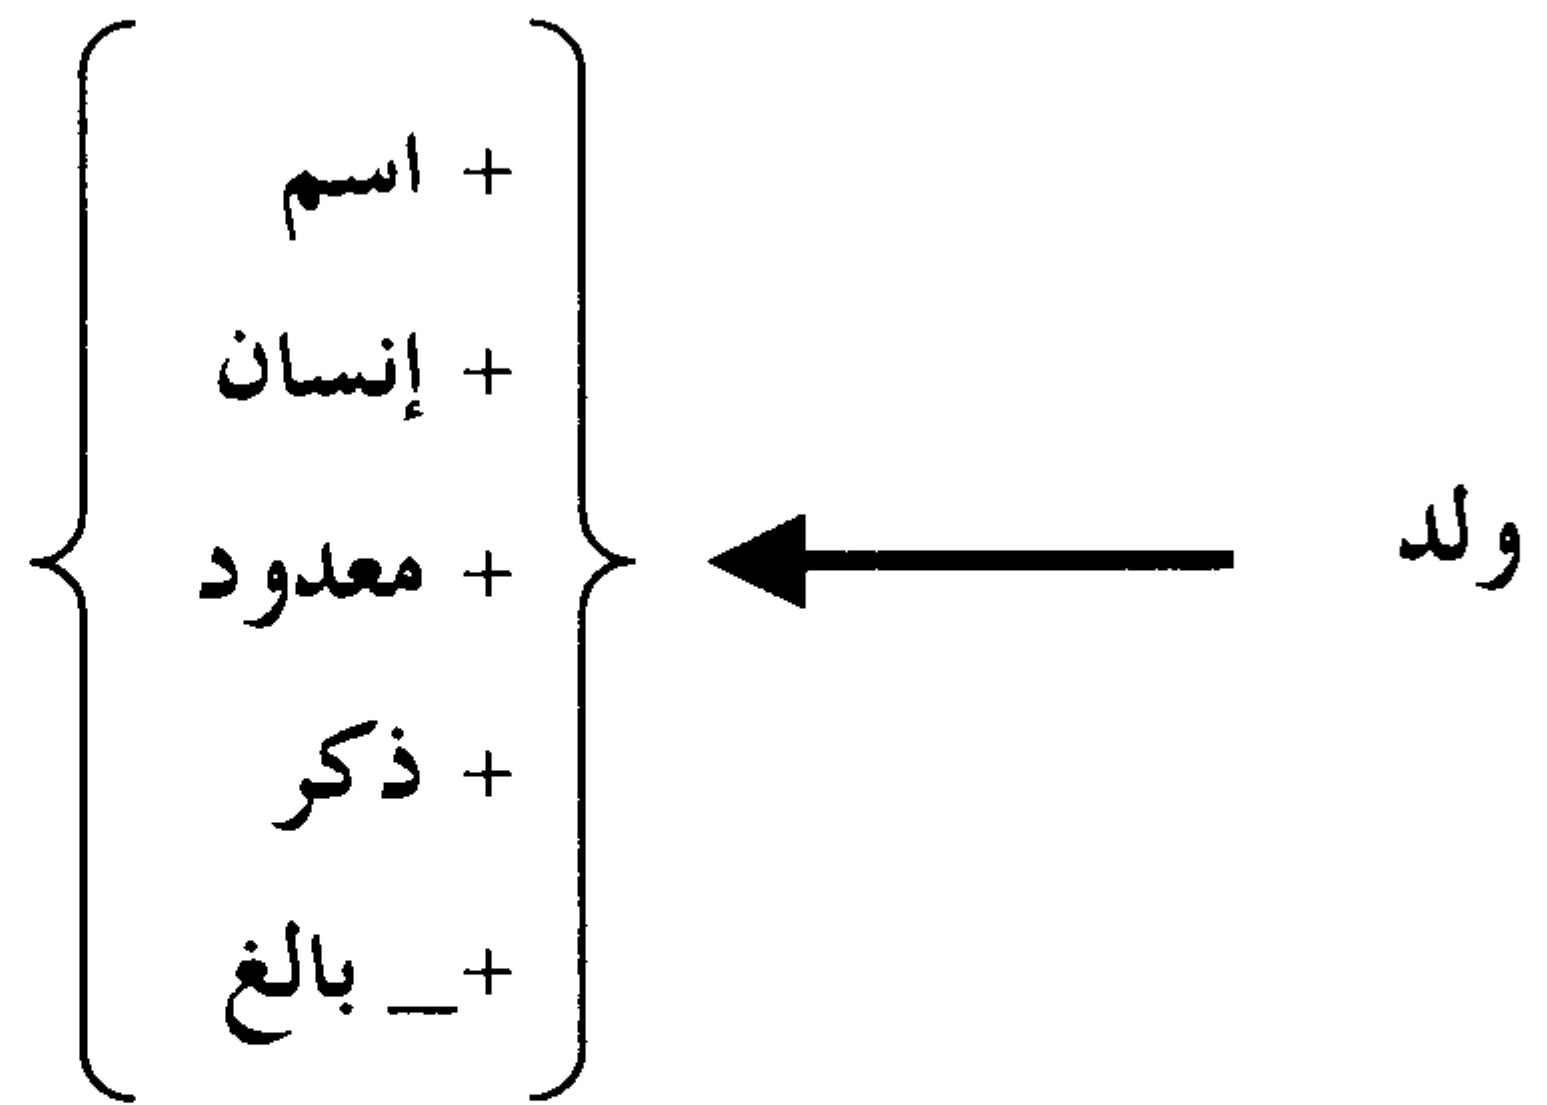 ولد
+ اسم
+ إنسان
+ معدود
+ ذكر
+_ بالغ